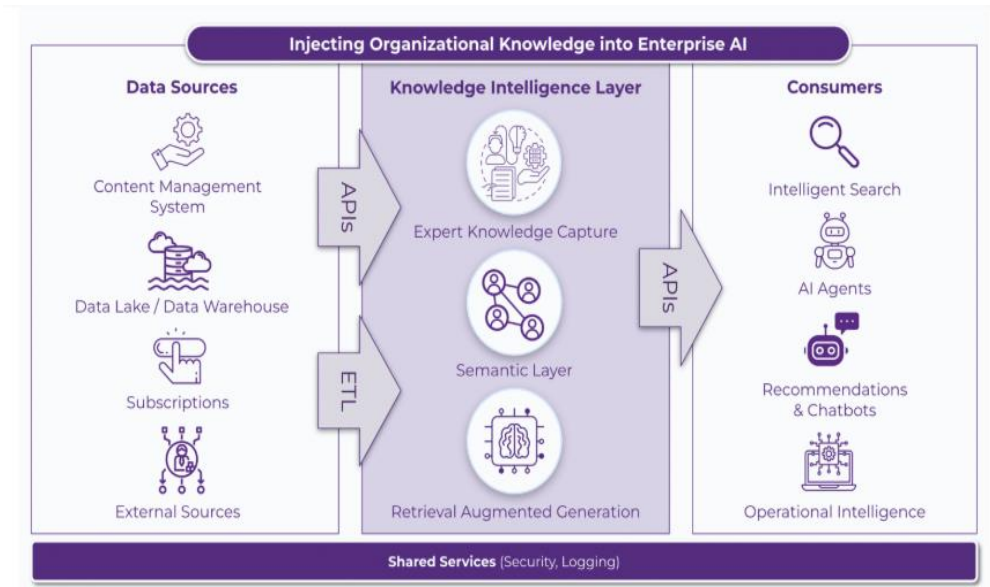 Injecting Organizational Knowledge into Enterprise AI
Data Sources
Content Management
System
Data Lake / Data Warehouse
Subscriptions
External Sources
APIs
ETL
Knowledge Intelligence Layer
Expert Knowledge Capture
Semantic Layer
Retrieval Augmented Generation
APIs
Consumers
Intelligent Search
AI Agents
Recommendations
& Chatbots
Operational Intelligence
Shared Services (Security, Logging)